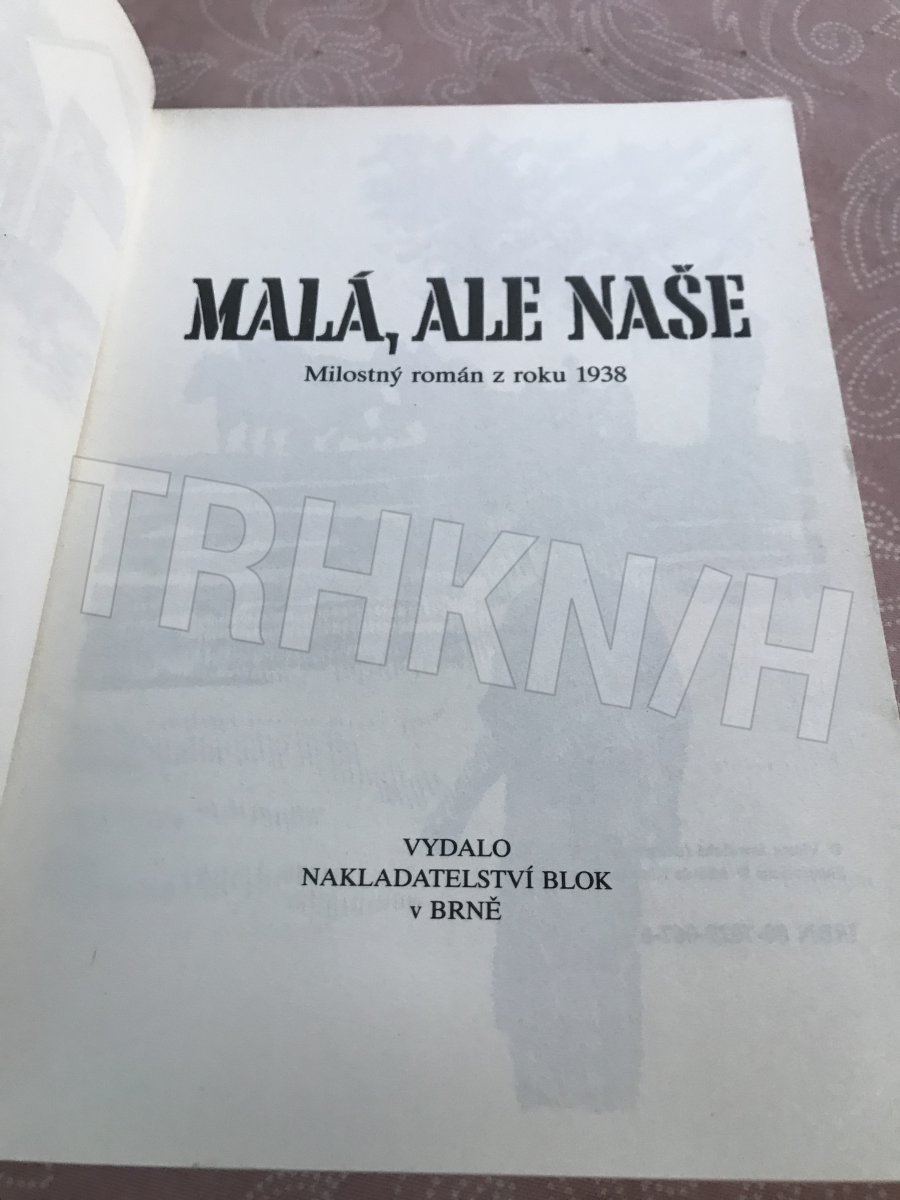 MALÁ, ALE NAŠE
Milostný román z roku 1938
TRHKNIH
VYDALO
NAKLADATELSTVÍ BLOK
v BRNĚ